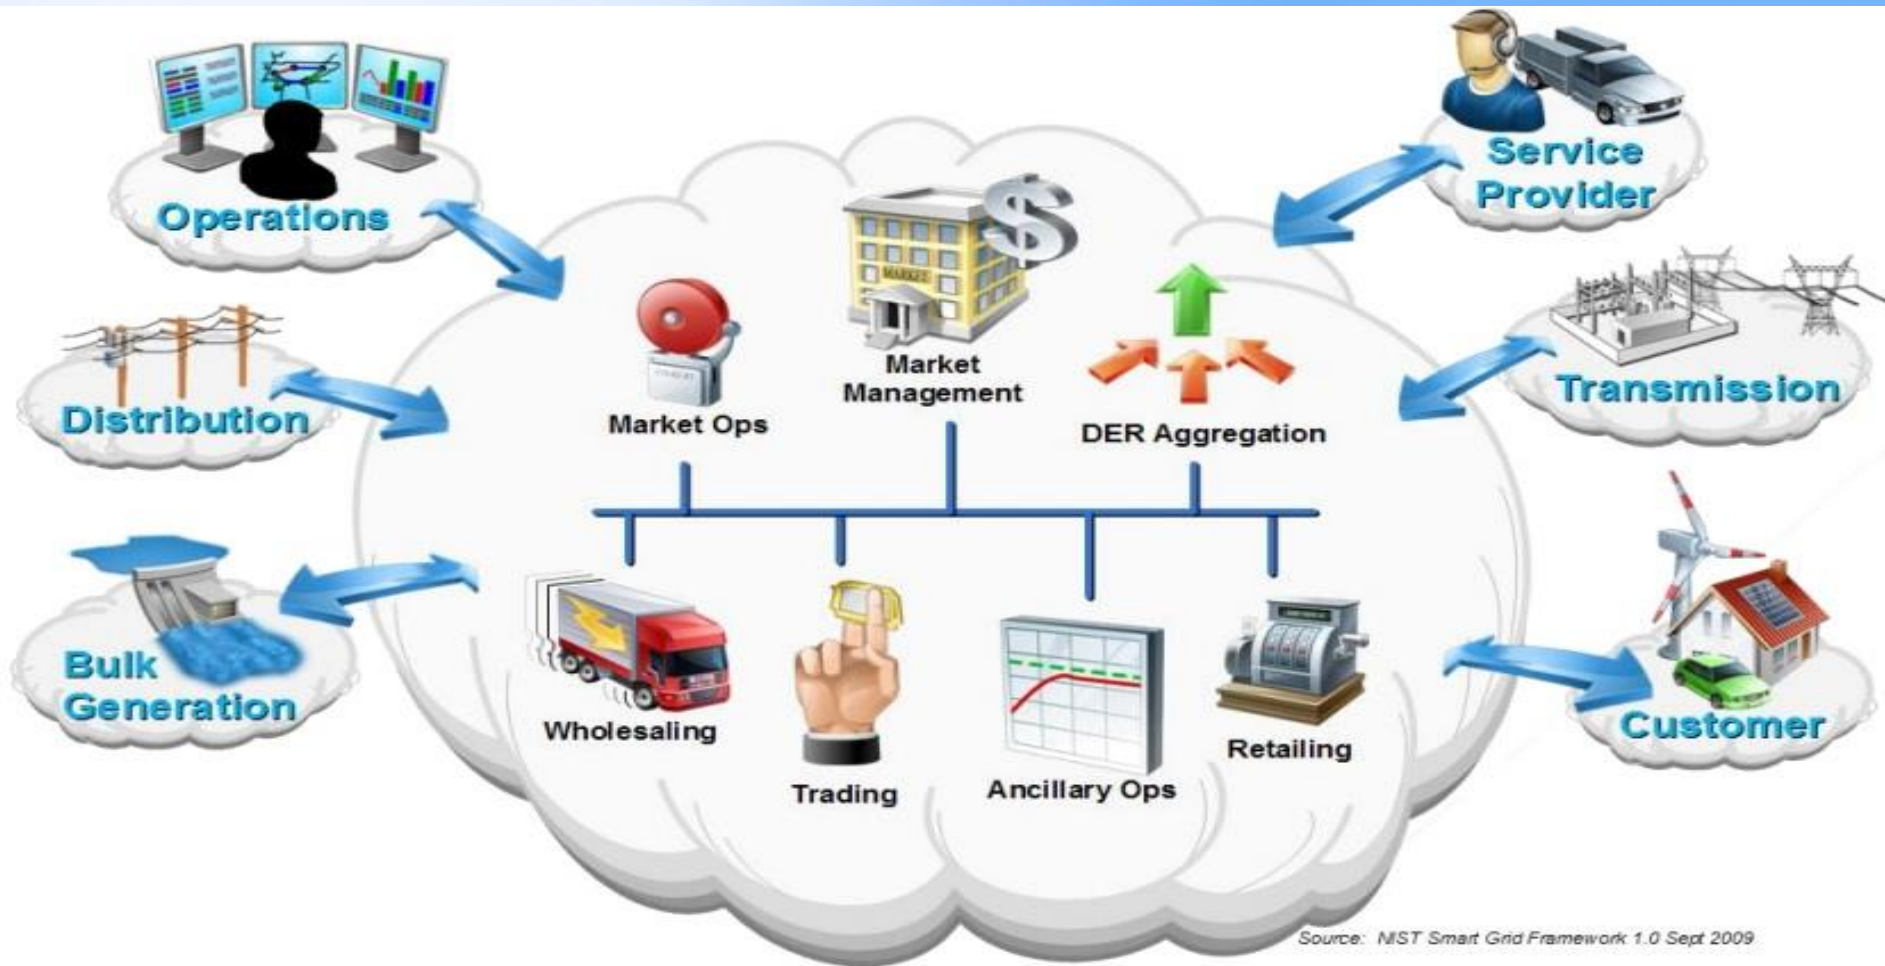 Operations
Service
Provider
Distribution
Transmission
MARKET
Market
Management
Market Ops
DER Aggregation
Bulk
Generation
Customer
Wholesaling
Trading
Ancillary Ops
Retailing
Source: NIST Smart Grid Framework 1.0 Sept 2009